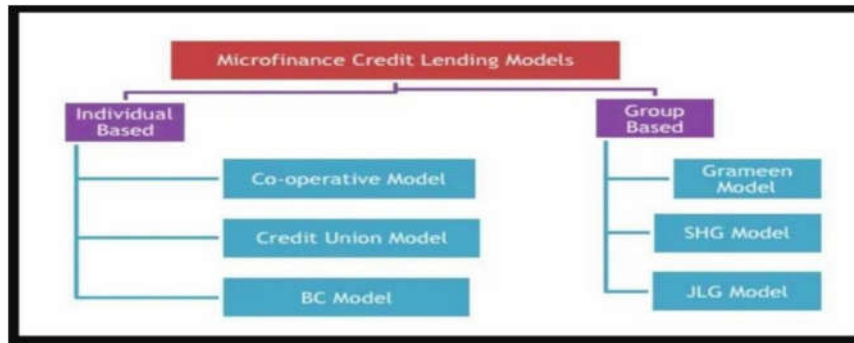 Microfinance Credit Lending Models
Individual
Based
Group
Based
Co-operative Model
Credit Union Model
BC Model
Grameen
Model
SHG Model
JLG Model